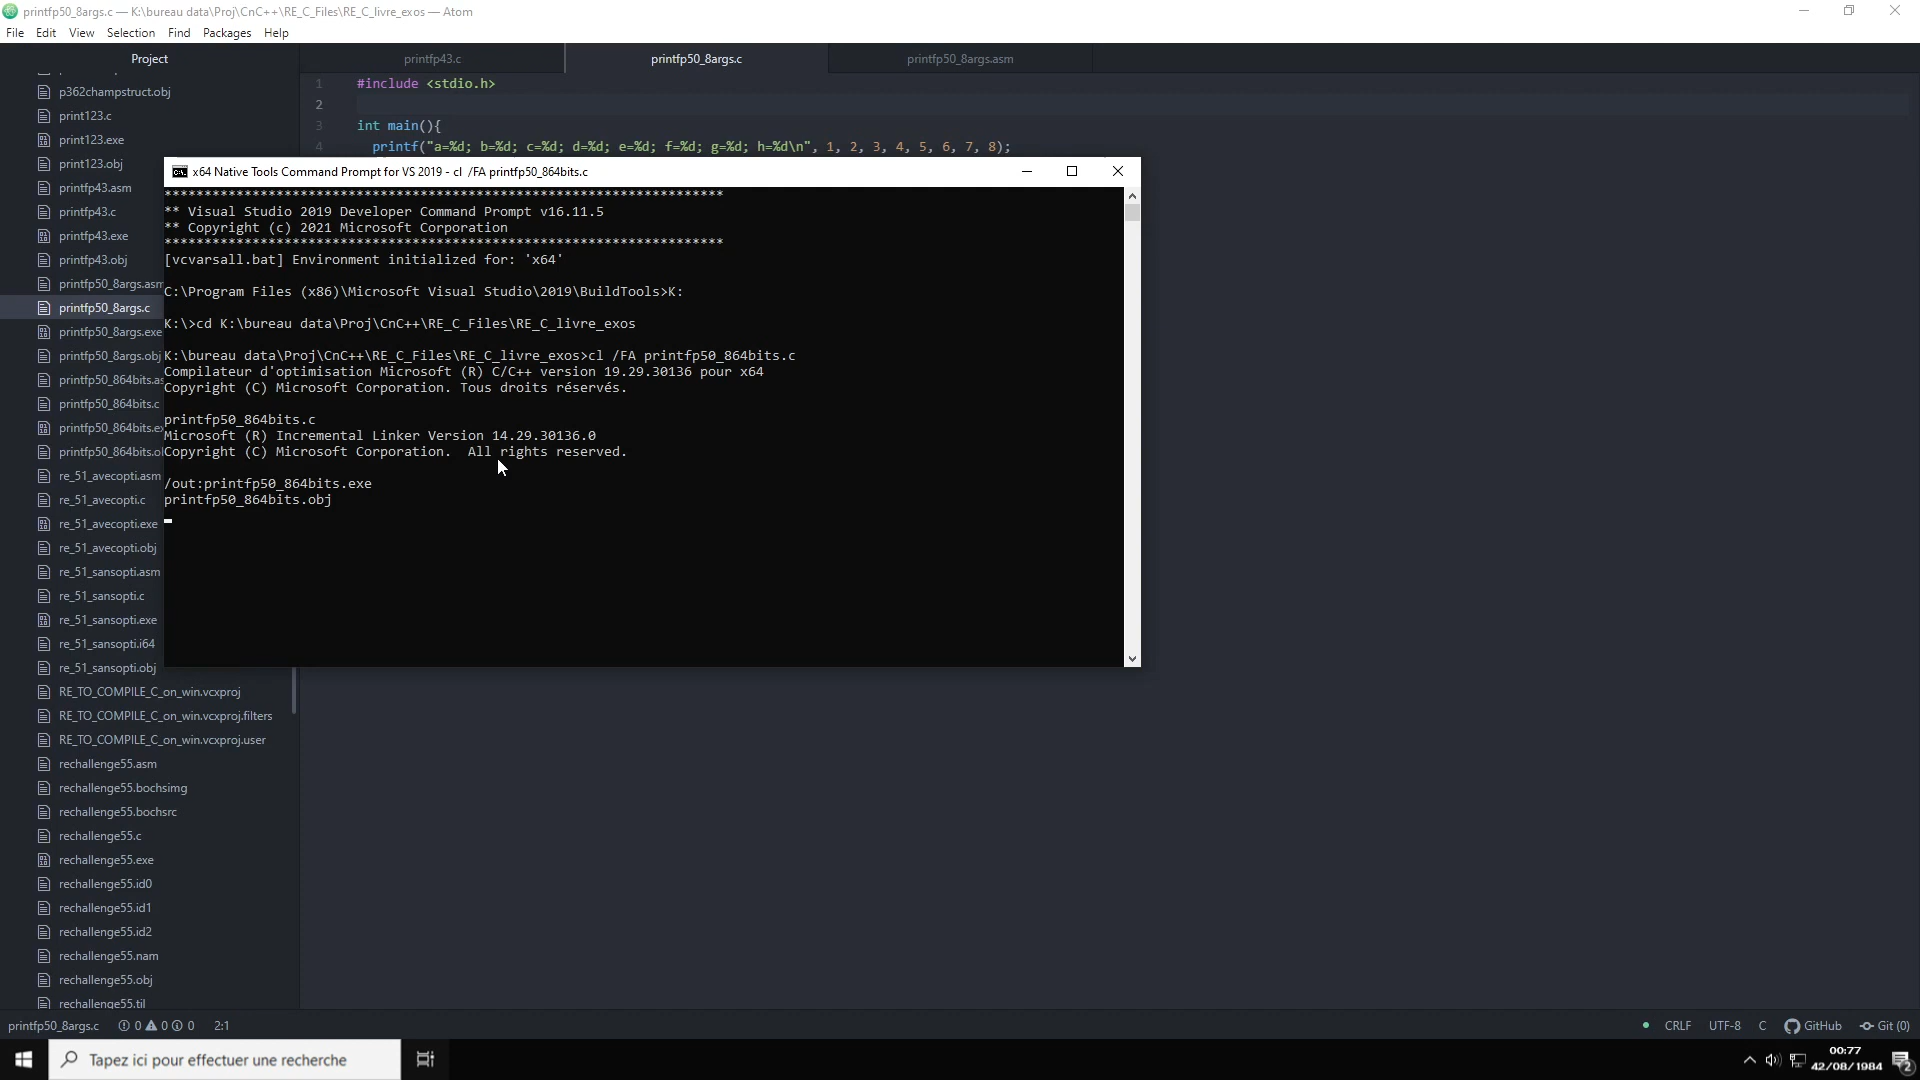 printfp50_8args.c — K:\bureau data\Proj\CnC++\RE_C_Files\RE_C_livre_exos — Atom
File Edit View Selection Find Packages Help
Project
printfp43.c
printfp50_8args.c
printfp50_8args.asm
p362champstruct.obj
print123.c
print123.exe
print123.obj
printfp43.asm
printfp43.c
printfp43.exe
printfp43.obj
printfp50_8args.asm
printfp50_8args.c
printfp50_8args.exe
printfp50_8args.obj
printfp50_864bits.as
printfp50_864bits.c
printfp50_864bits.ex
printfp50_864bits.ol
re_51_avecopti.asm
re_51_avecopti.c
re_51_avecopti.exe
re_51_avecopti.obj
re_51_sansopti.asm
re_51_sansopti.c
re_51_sansopti.exe
re_51_sansopti.i64
re_51_sansopti.obj
RE_TO_COMPILE_C_on_win.vcxproj
RE_TO_COMPILE_C_on_win.vcxproj.filters
RE_TO_COMPILE_C_on_win.vcxproj.user
rechallenge55.asm
rechallenge55.bochsimg
rechallenge55.bochsrc
rechallenge55.c
rechallenge55.exe
rechallenge55.id0
rechallenge55.id1
rechallenge55.id2
rechallenge55.nam
rechallenge55.obj
rechallenge55.til
1 #include <stdio.h>
2
3 int main(){
4 printf("a=%d; b=%d; c=%d; d=%d; e=%d; f=%d; g=%d; h=%d\n", 1, 2, 3, 4, 5, 6, 7, 8);
x64 Native Tools Command Prompt for VS 2019 - cl /FA printfp50_864bits.c
**********************************************************************
** Visual Studio 2019 Developer Command Prompt v16.11.5
** Copyright (c) 2021 Microsoft Corporation
**********************************************************************
[vcvarsall.bat] Environment initialized for: 'x64'
C:\Program Files (x86)\Microsoft Visual Studio\2019\BuildTools>K:
K:\>cd K:\bureau data\Proj\CnC++\RE_C_Files\RE_C_livre_exos
K:\bureau data\Proj\CnC++\RE_C_Files\RE_C_livre_exos>cl /FA printfp50_864bits.c
Compilateur d'optimisation Microsoft (R) C/C++ version 19.29.30136 pour x64
Copyright (C) Microsoft Corporation. Tous droits réservés.
printfp50_864bits.c
Microsoft (R) Incremental Linker Version 14.29.30136.0
Copyright (C) Microsoft Corporation.  All rights reserved.
/out:printfp50_864bits.exe
printfp50_864bits.obj
printfp50_8args.c 0 0 0 2:1
CRLF UTF-8 C GitHub Git (0)
Tapez ici pour effectuer une recherche
00:77
42/08/1984
2